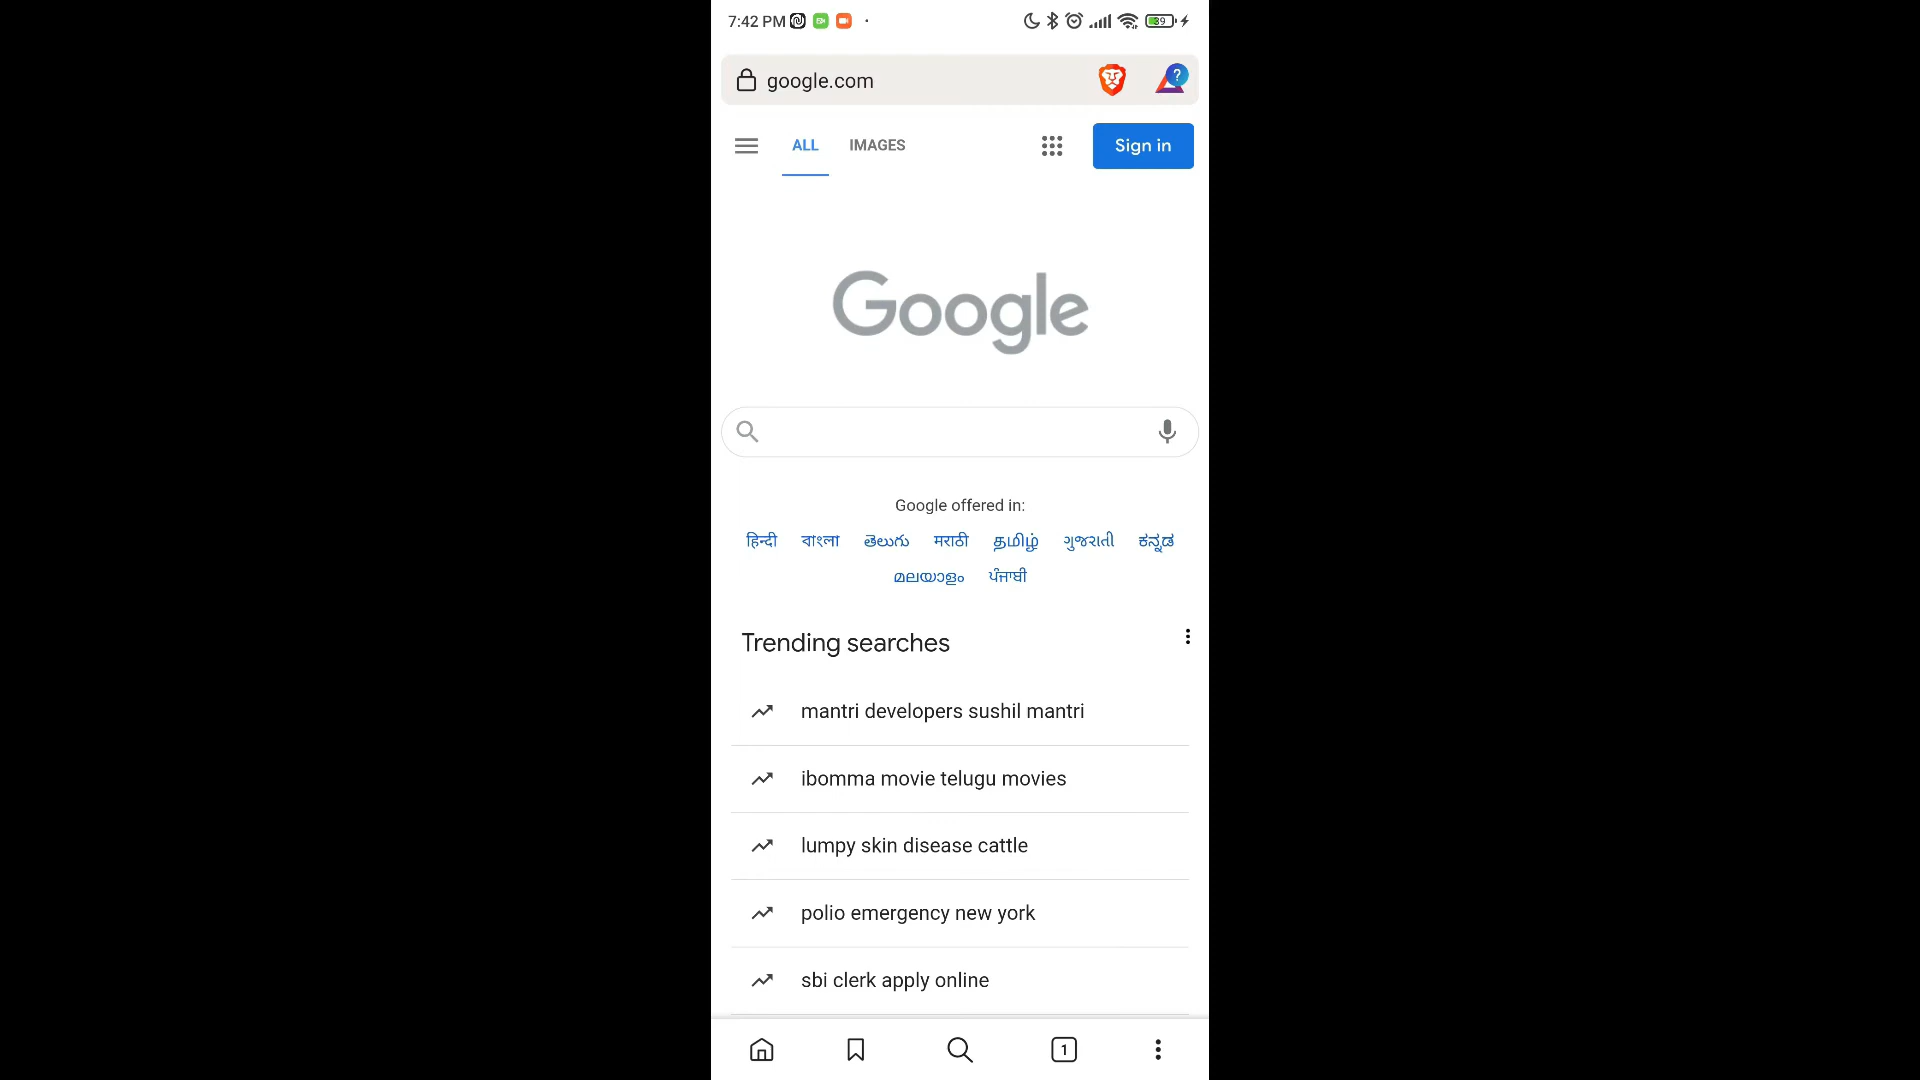 7:42 PM
39
google.com
?
ALL IMAGES
Sign in
Google
Google offered in:
हिन्दी বাংলা తెలుగు मराठी தமிழ் ગુજરાતી ಕನ್ನಡ
മലയാളം ਪੰਜਾਬੀ
Trending searches
mantri developers sushil mantri
ibomma movie telugu movies
lumpy skin disease cattle
polio emergency new york
sbi clerk apply online
1